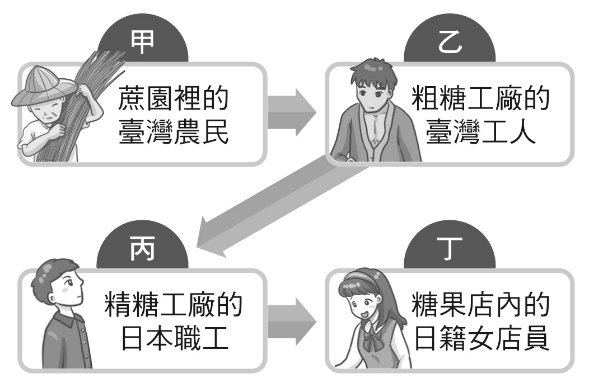 甲
蔗園裡的
臺灣農民
乙
粗糖工廠的
臺灣工人
丙
精糖工廠的
日本職工
丁
糖果店內的
日籍女店員